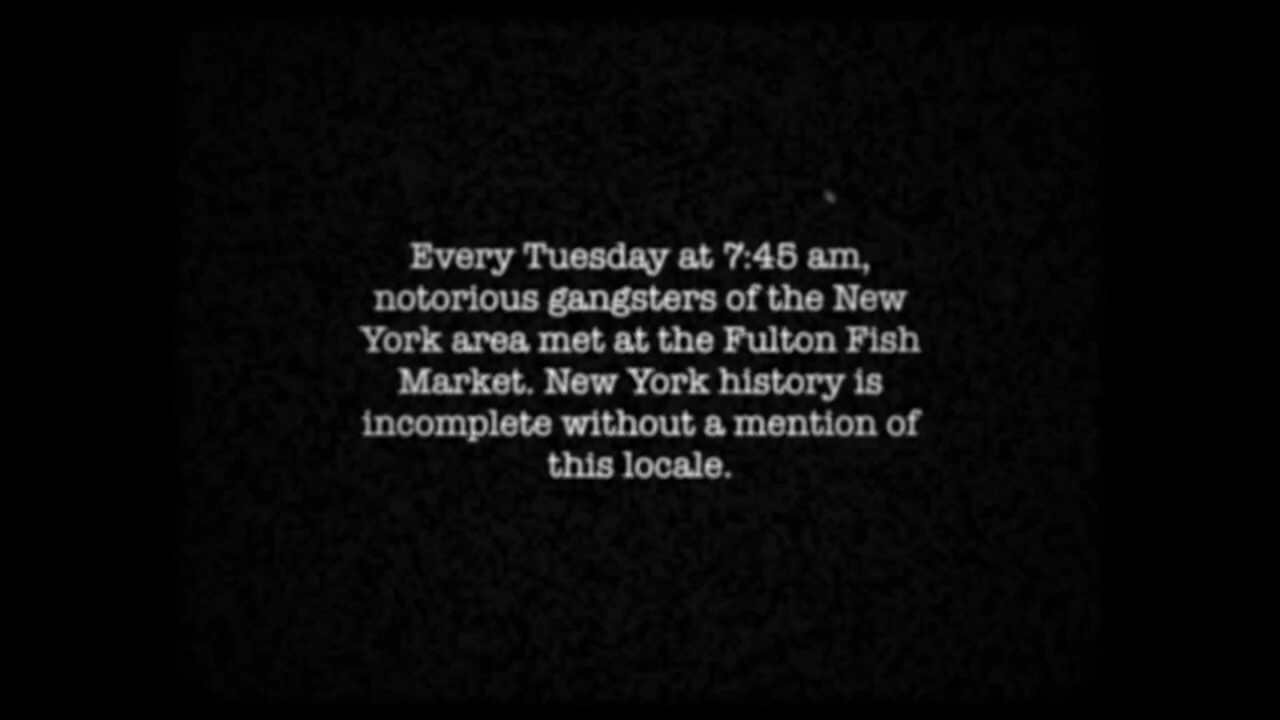 Every Tuesday at 7:45 am,
notorious gangsters of the New
York area met at the Fulton Fish
Market. New York history is
incomplete without a mention of
this locale.